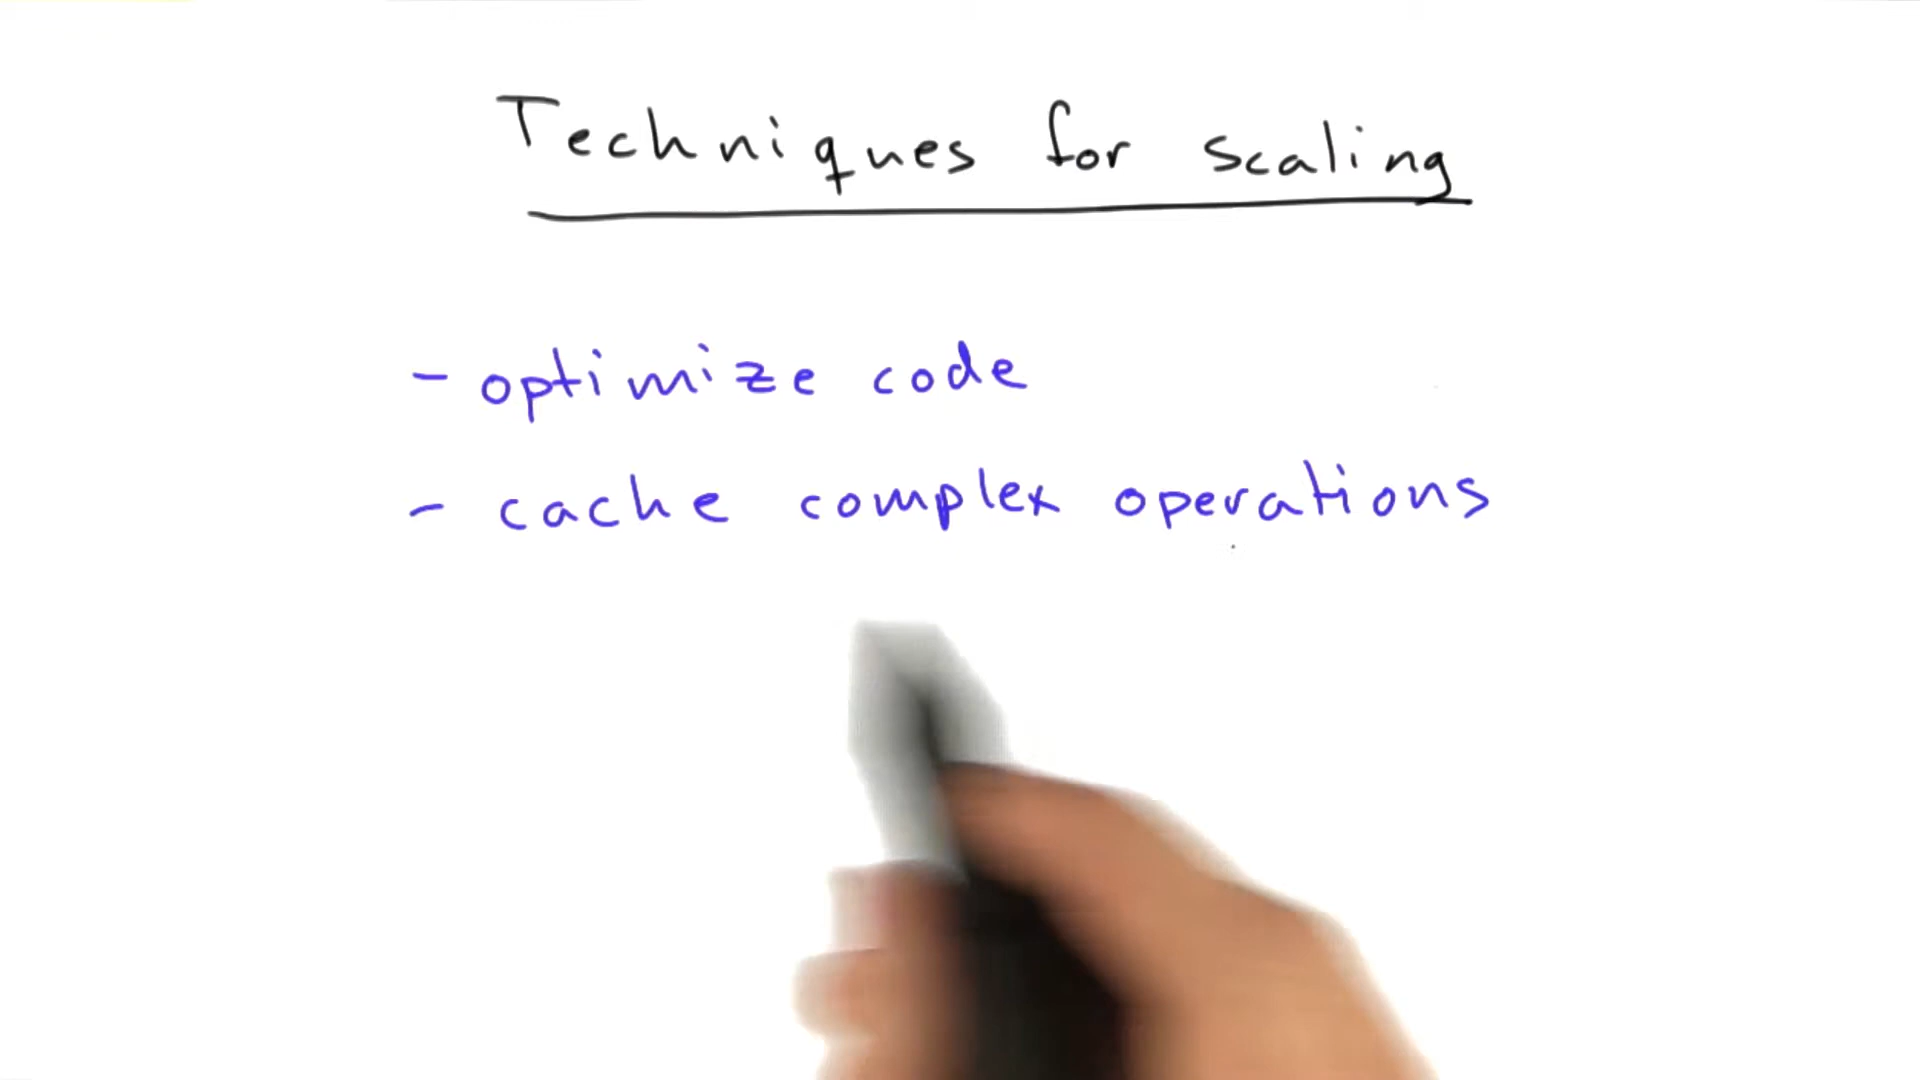 Techniques for scaling
- optimize code
- cache complex operations